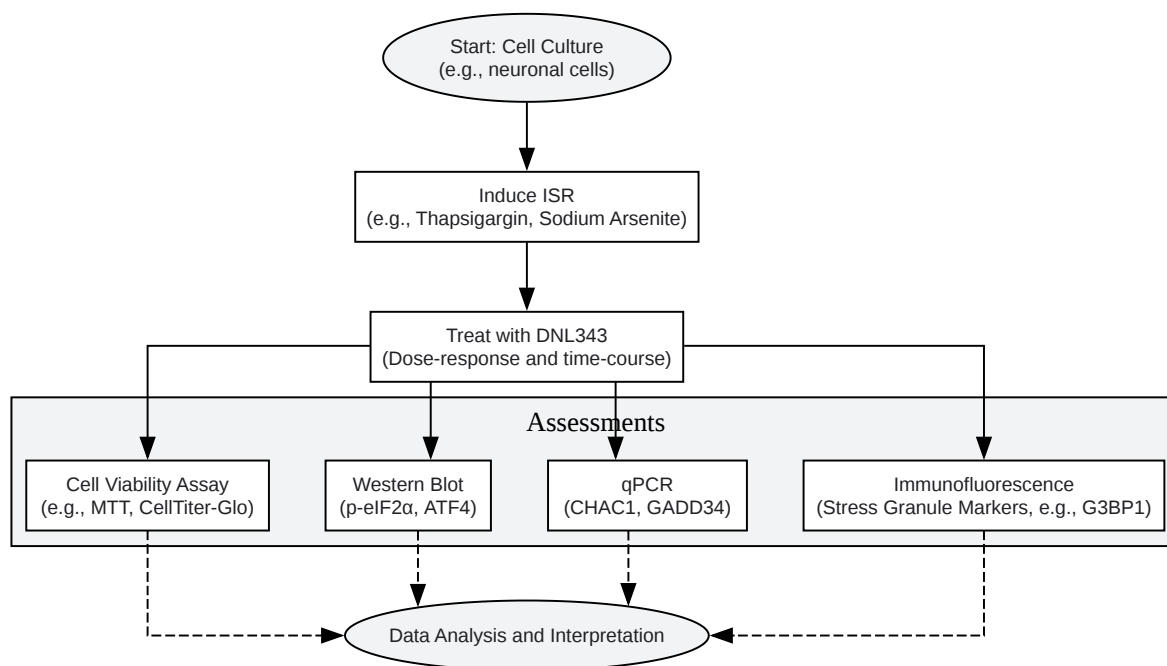 Start: Cell Culture
(e.g., neuronal cells)
Induce ISR
(e.g., Thapsigargin, Sodium Arsenite)
Treat with DNL343
(Dose-response and time-course)
Assessments
Cell Viability Assay
(e.g., MTT, CellTiter-Glo)
Western Blot
(p-eIF2α, ATF4)
qPCR
(CHAC1, GADD34)
Immunofluorescence
(Stress Granule Markers, e.g., G3BP1)
Data Analysis and Interpretation